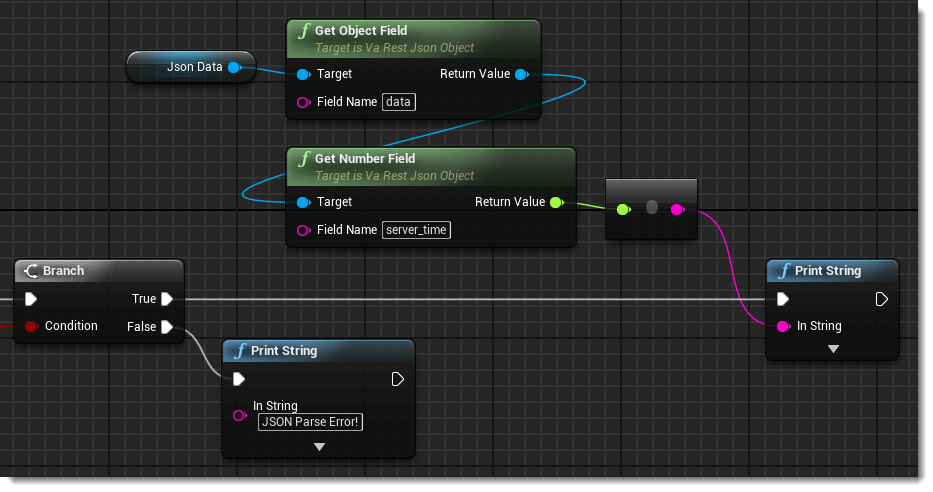 Get Object Field
Target is Va Rest Json Object
Json Data
Target
Return Value
Field Name
data
Get Number Field
Target is Va Rest Json Object
Target
Return Value
Field Name
server_time
Branch
True
Condition
False
Print String
In String
JSON Parse Error!
Print String
In String